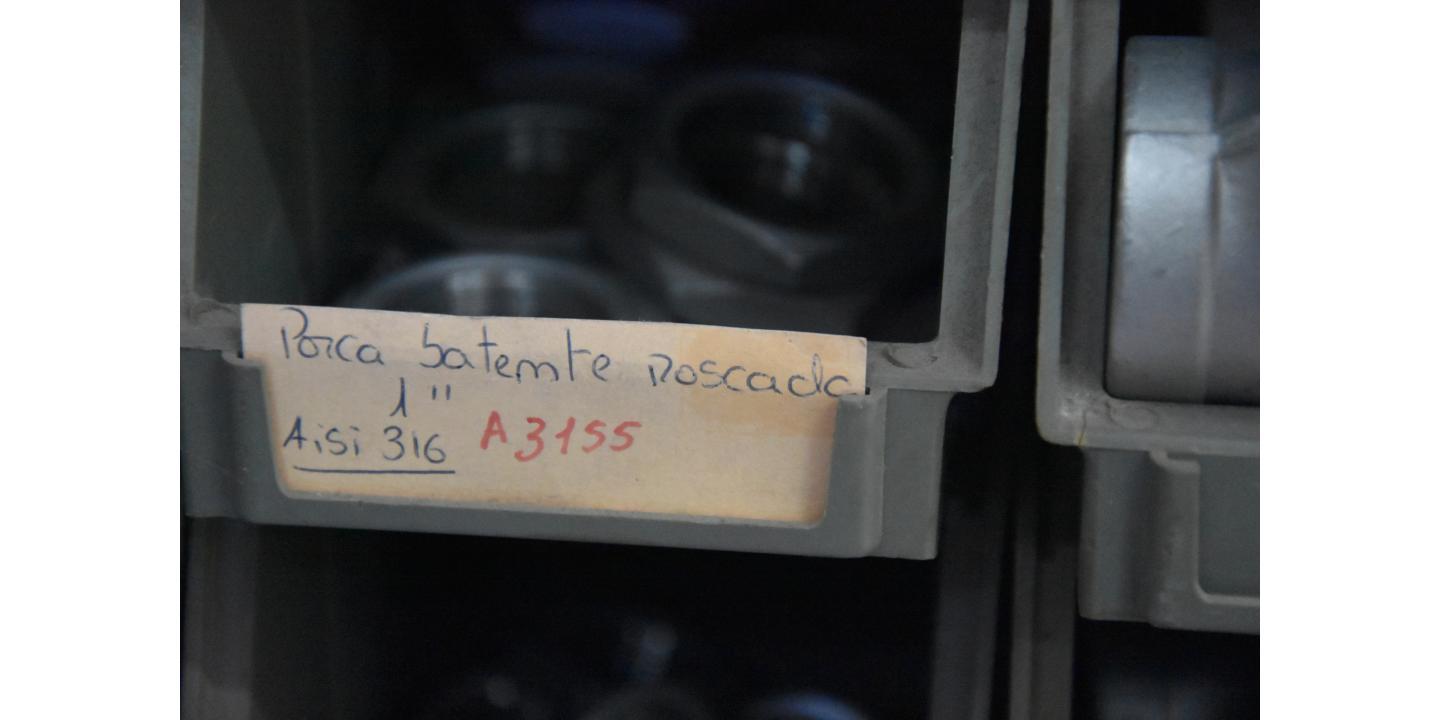 Porca batente roscada
1"
Aisi 316 A3155